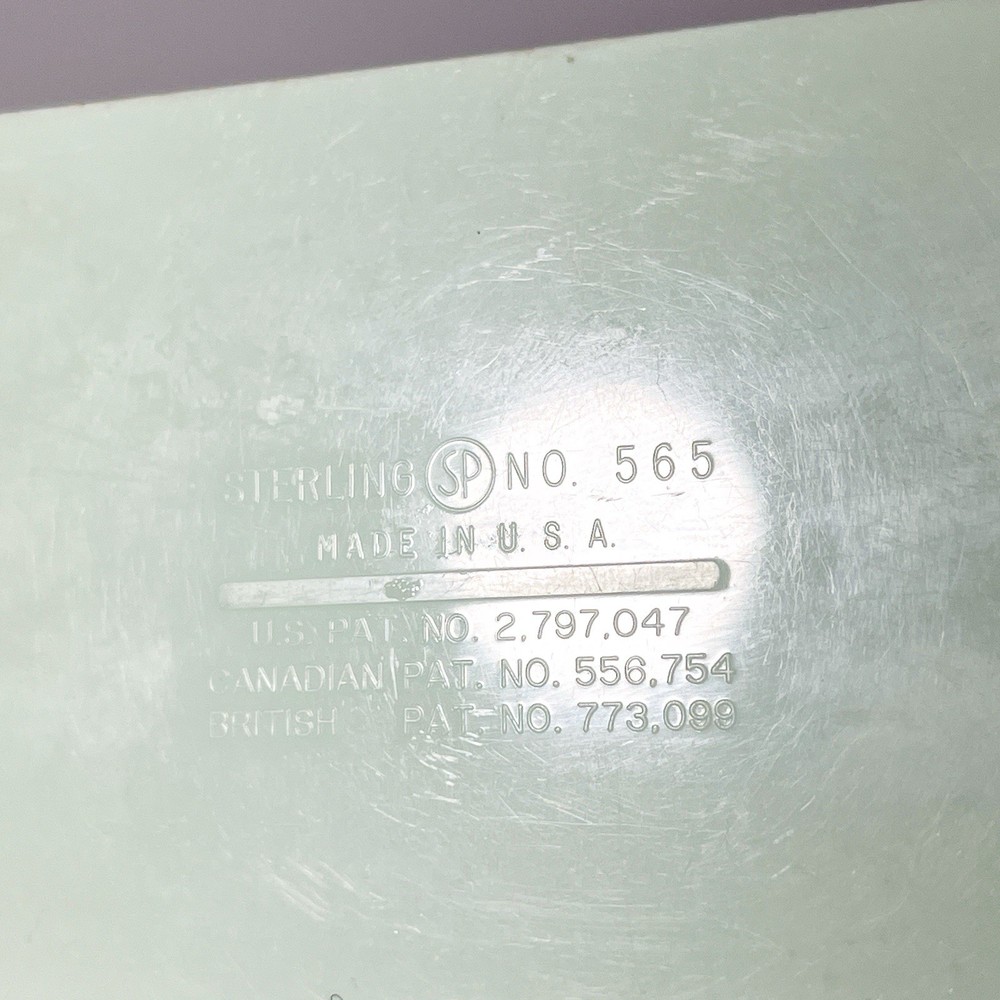 STERLING SP NO. 565
MADE IN U. S. A.
U.S. PAT. NO. 2,797,047
CANADIAN PAT. NO. 556,754
BRITISH PAT. NO. 773,099